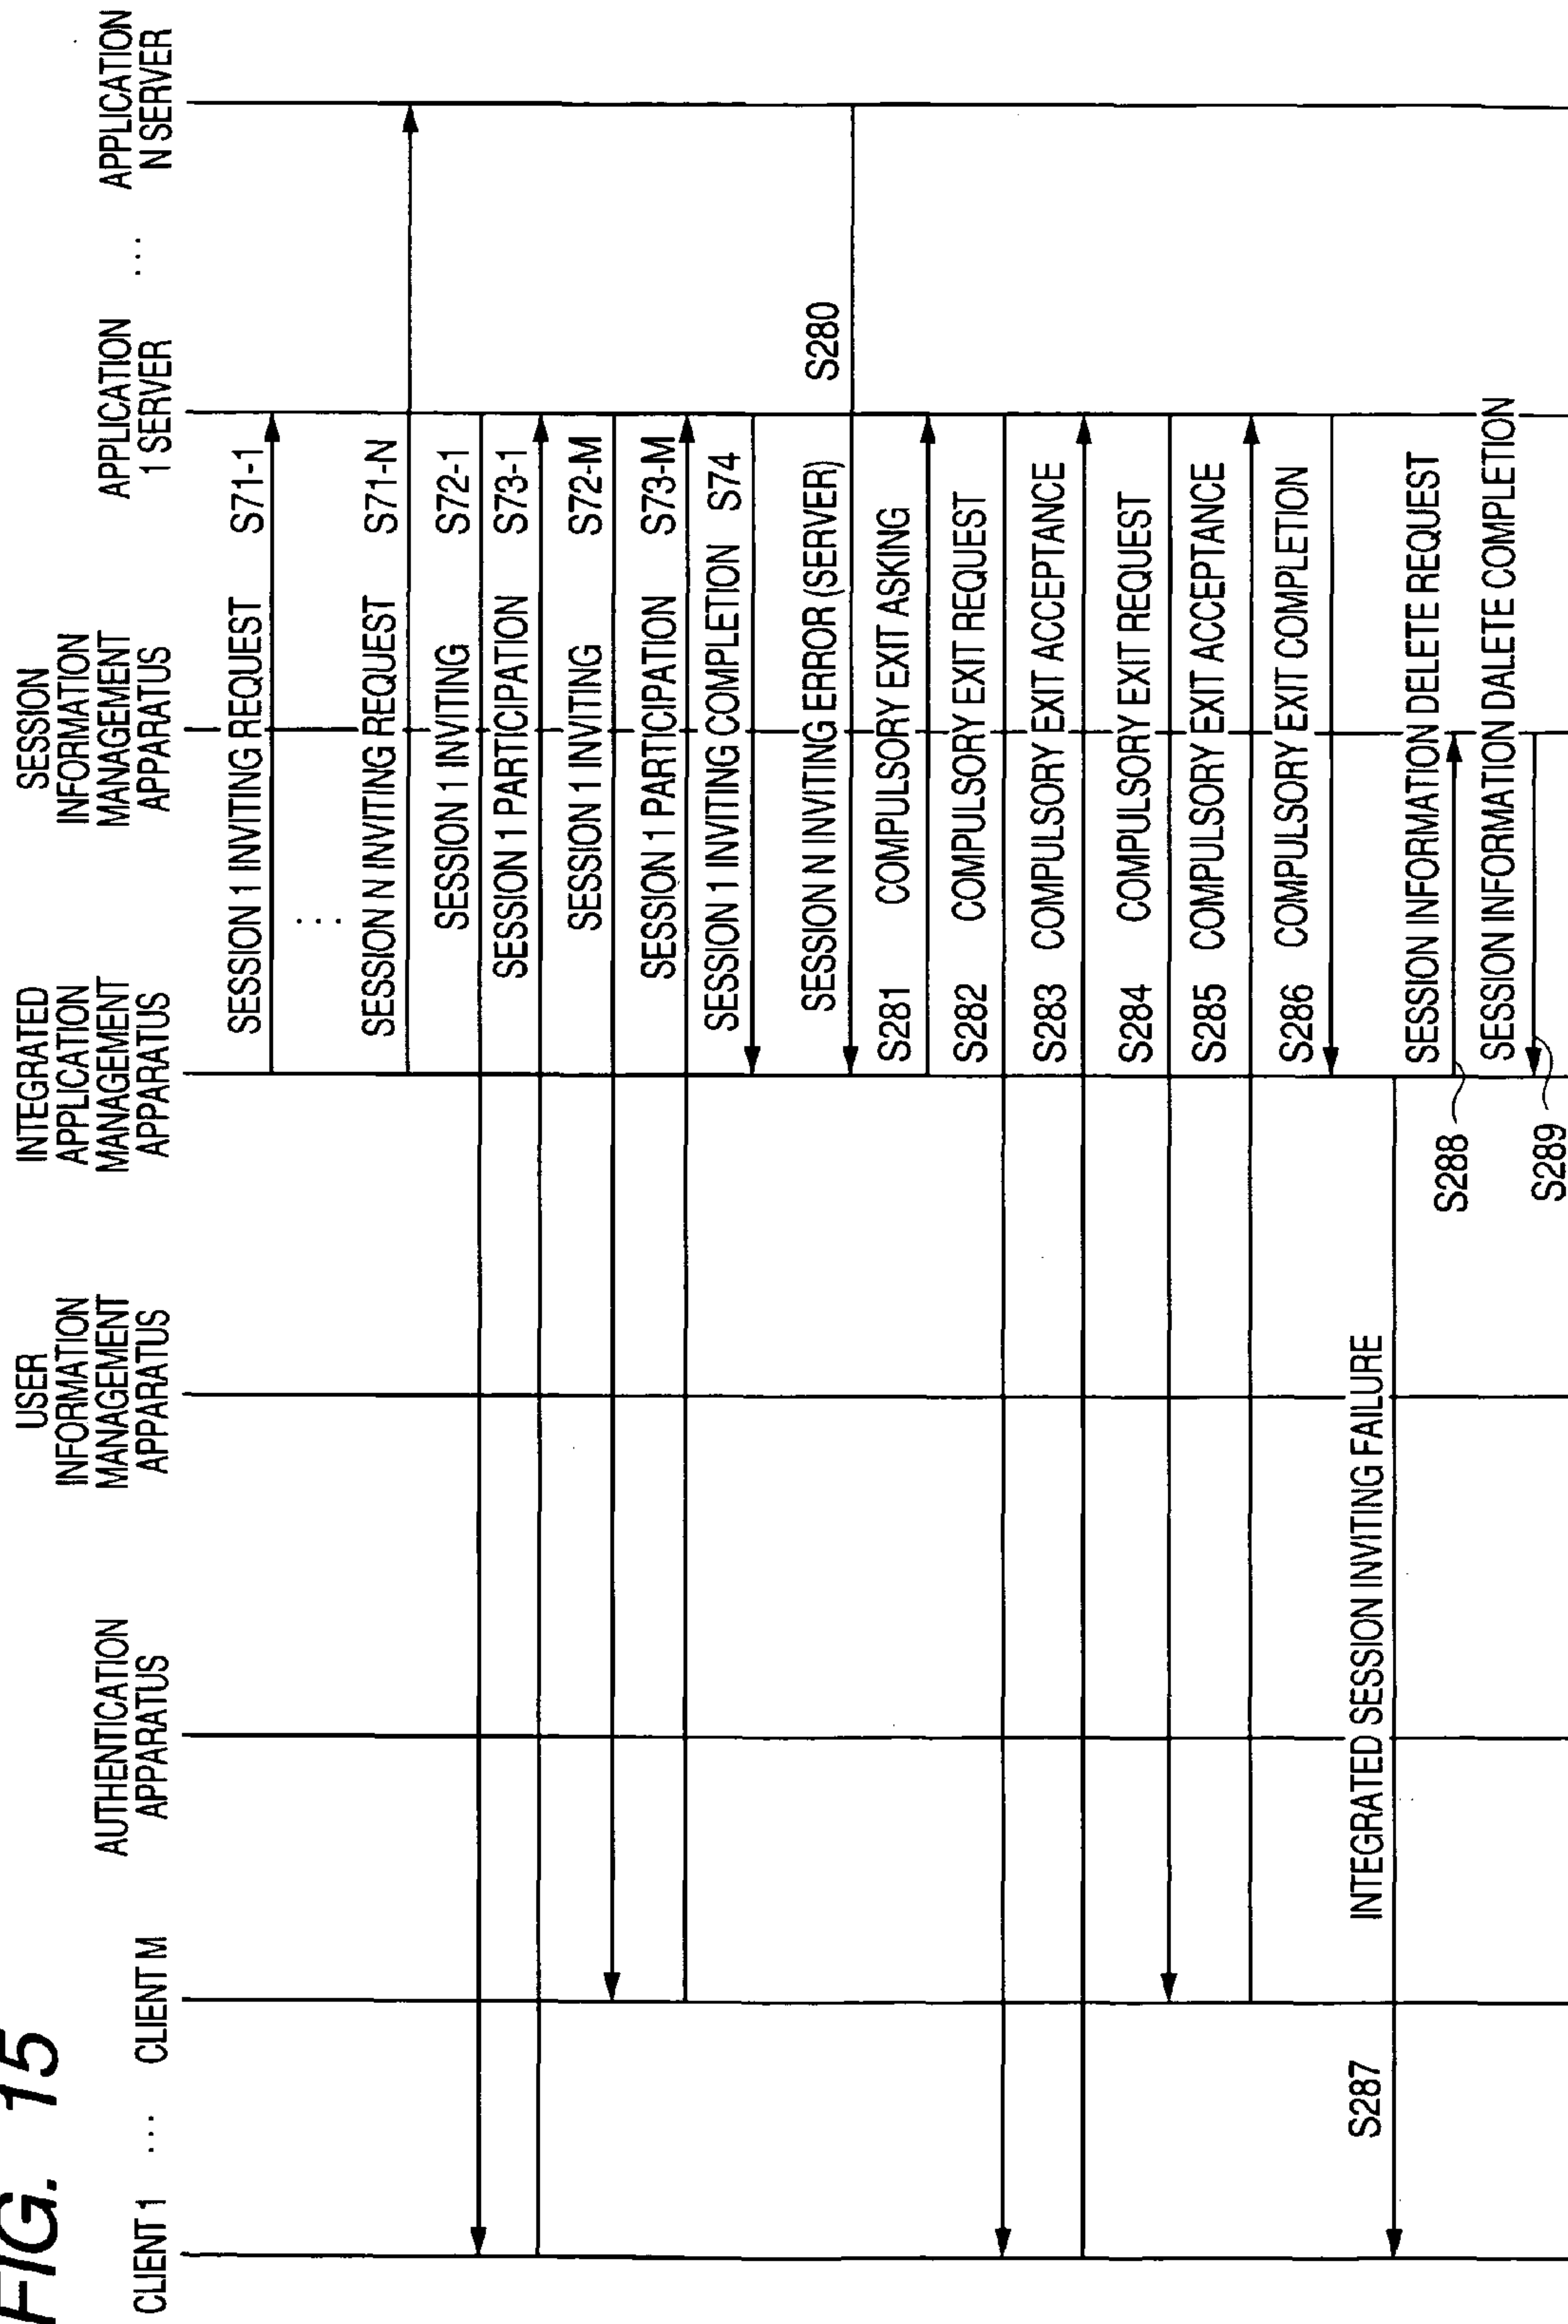 FIG. 15
CLIENT 1
...
CLIENT M
AUTHENTICATION
APPARATUS
USER
INFORMATION
MANAGEMENT
APPARATUS
INTEGRATED
APPLICATION
MANAGEMENT
APPARATUS
SESSION
INFORMATION
MANAGEMENT
APPARATUS
APPLICATION
1 SERVER
...
APPLICATION
N SERVER
SESSION 1 INVITING REQUEST S71-1
...
SESSION N INVITING REQUEST S71-N
SESSION 1 INVITING S72-1
SESSION 1 PARTICIPATION S73-1
SESSION 1 INVITING S72-M
SESSION 1 PARTICIPATION S73-M
SESSION 1 INVITING COMPLETION S74
SESSION N INVITING ERROR (SERVER) S280
S281 COMPULSORY EXIT ASKING
S282 COMPULSORY EXIT REQUEST
S283 COMPULSORY EXIT ACCEPTANCE
S284 COMPULSORY EXIT REQUEST
S285 COMPULSORY EXIT ACCEPTANCE
S286 COMPULSORY EXIT COMPLETION
S287 INTEGRATED SESSION INVITING FAILURE
SESSION INFORMATION DELETE REQUEST
S288
SESSION INFORMATION DALETE COMPLETION
S289